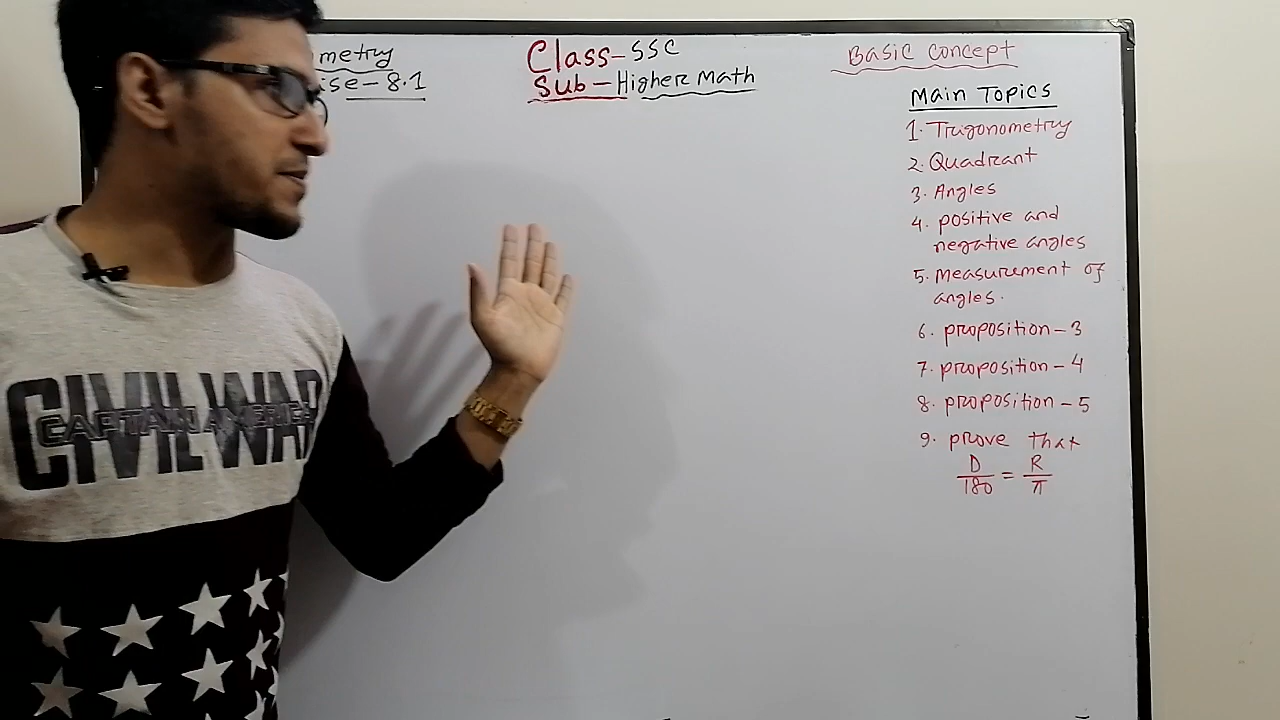 metry
ise-8.1
Class-SSC
Sub-Higher Math
Basic Concept
Main Topics
1. Trigonometry
2. Quadrant
3. Angles
4. positive and
negative angles
5. Measurement of
angles.
6. proposition-3
7. proposition-4
8. proposition-5
9. prove that
D/180 = R/π
CIVIL WAR
CAPTAIN AMERICA